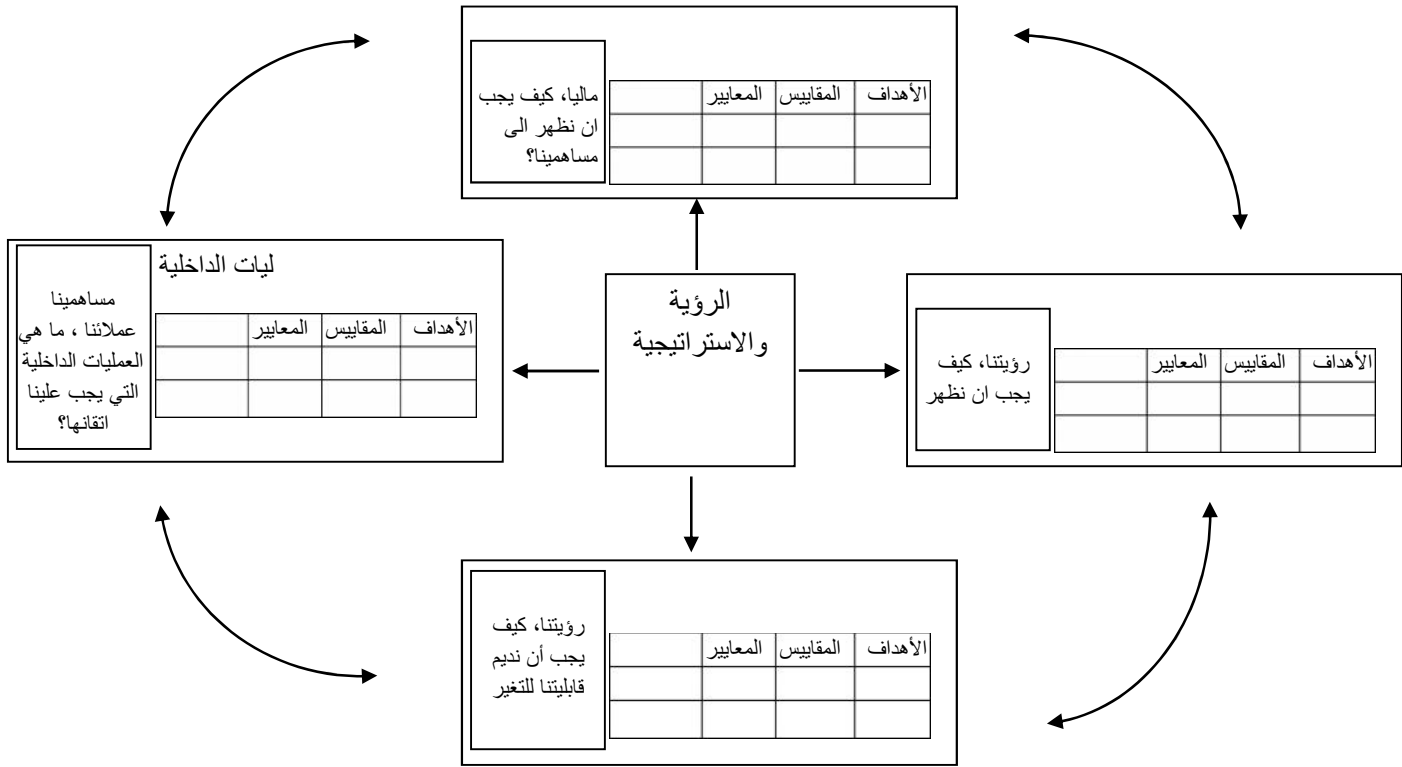 ماليا، كيف يجب
ان نظهر الى
مساهمينا؟
الأهداف المقاييس المعايير
ليات الداخلية
مساهمينا
عملائنا ، ما هي
العمليات الداخلية
التي يجب علينا
اتقانها؟
الأهداف المقاييس المعايير
الرؤية
والاستراتيجية
رؤيتنا، كيف
يجب ان نظهر
الأهداف المقاييس المعايير
رؤيتنا، كيف
يجب أن نديم
قابليتنا للتغير
الأهداف المقاييس المعايير